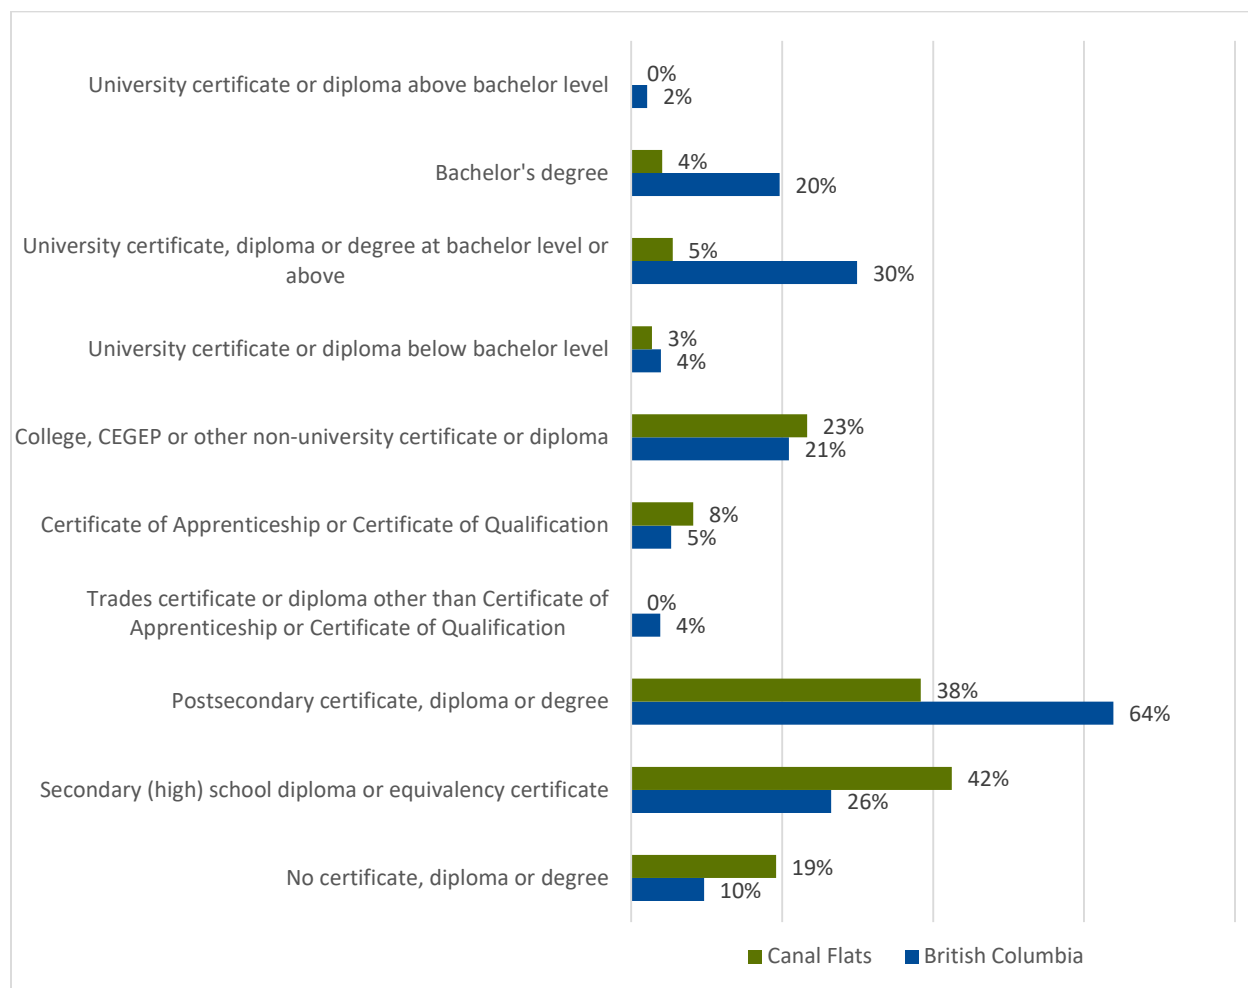 University certificate or diploma above bachelor level
0%
2%
Bachelor's degree
4%
20%
University certificate, diploma or degree at bachelor level or
above
5%
30%
University certificate or diploma below bachelor level
3%
4%
College, CEGEP or other non-university certificate or diploma
23%
21%
Certificate of Apprenticeship or Certificate of Qualification
8%
5%
Trades certificate or diploma other than Certificate of
Apprenticeship or Certificate of Qualification
0%
4%
Postsecondary certificate, diploma or degree
38%
64%
Secondary (high) school diploma or equivalency certificate
42%
26%
No certificate, diploma or degree
19%
10%
Canal Flats
British Columbia